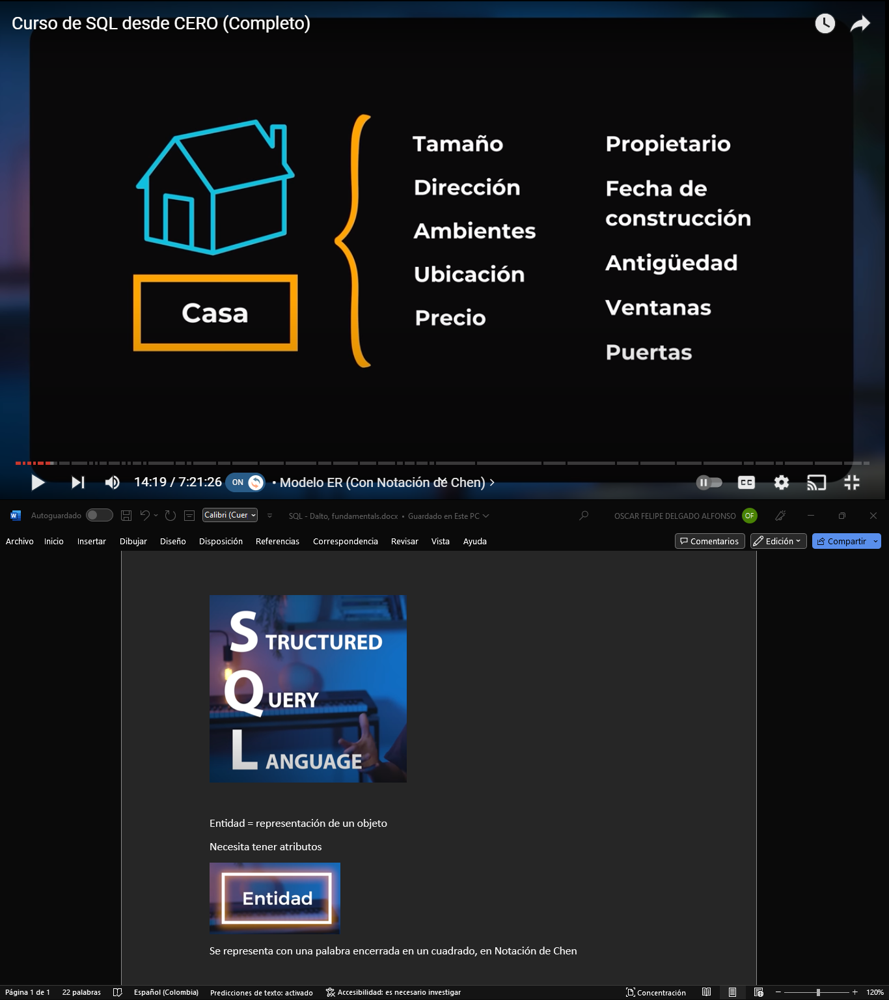 Curso de SQL desde CERO (Completo)
Casa
Tamaño
Dirección
Ambientes
Ubicación
Precio
Propietario
Fecha de
construcción
Antigüedad
Ventanas
Puertas
14:19 / 7:21:26 ON • Modelo ER (Con Notación de Chen) CC
Autoguardado Calibri (Cuer SQL - Dalto, fundamentals.docx • Guardado en Este PC OSCAR FELIPE DELGADO ALFONSO OF
Archivo Inicio Insertar Dibujar Diseño Disposición Referencias Correspondencia Revisar Vista Ayuda Comentarios Edición Compartir
STRUCTURED
QUERY
LANGUAGE
Entidad = representación de un objeto
Necesita tener atributos
Entidad
Se representa con una palabra encerrada en un cuadrado, en Notación de Chen
Página 1 de 1 22 palabras Español (Colombia) Predicciones de texto: activado Accesibilidad: es necesario investigar Concentración 120%